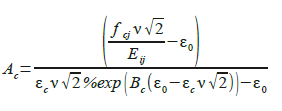 A_c = ( (f_cj ν √2) / E_ij − ε_0 ) / ( ε_c ν √2 %exp( B_c ( ε_0 − ε_c ν √2 ) ) − ε_0 )